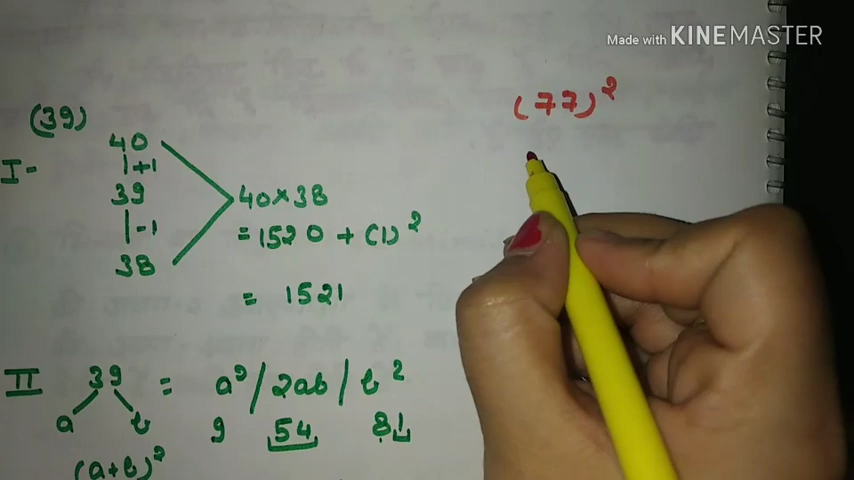 Made with KINEMASTER
(77)²
(39)
I-
40
|+1
39
|-1
38
40×38
= 1520 + (1)²
= 1521
II 39 = a²/2ab/b²
a b
9 54 81
(a+b)²